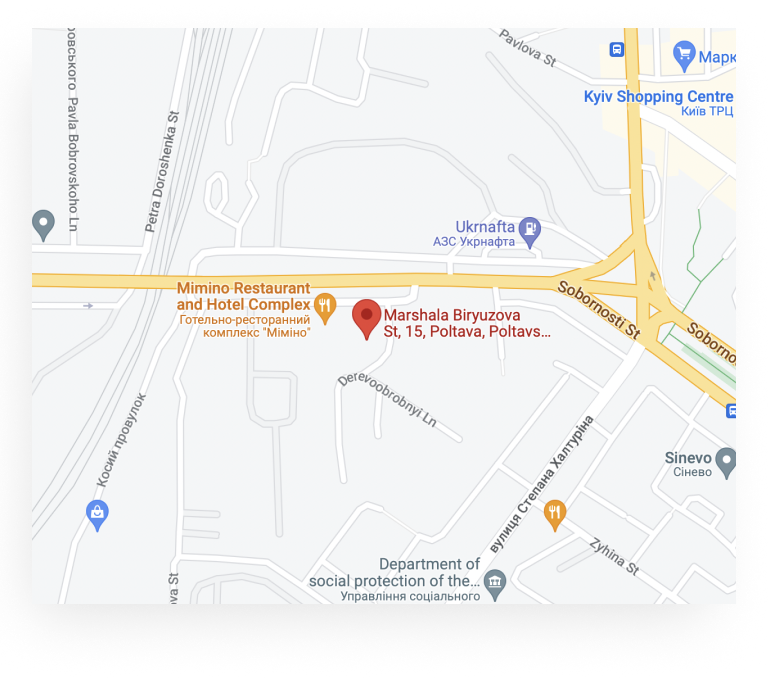 Pavlova St
Марк
Kyiv Shopping Centre
Київ ТРЦ
ровського
Pavla Bobrovskoho Ln
Petra Doroshenka St
Ukrnafta
АЗС Укрнафта
Mimino Restaurant
and Hotel Complex
Готельно-ресторанний
комплекс "Міміно"
Marshala Biryuzova
St, 15, Poltava, Poltavs...
Sobornosti St
Soborno
Derevoobrobnyi Ln
Косий провулок
вулиця Степана Халтуріна
Sinevo
Сінево
Zyhina St
Department of
social protection of the...
Управління соціального
ova St